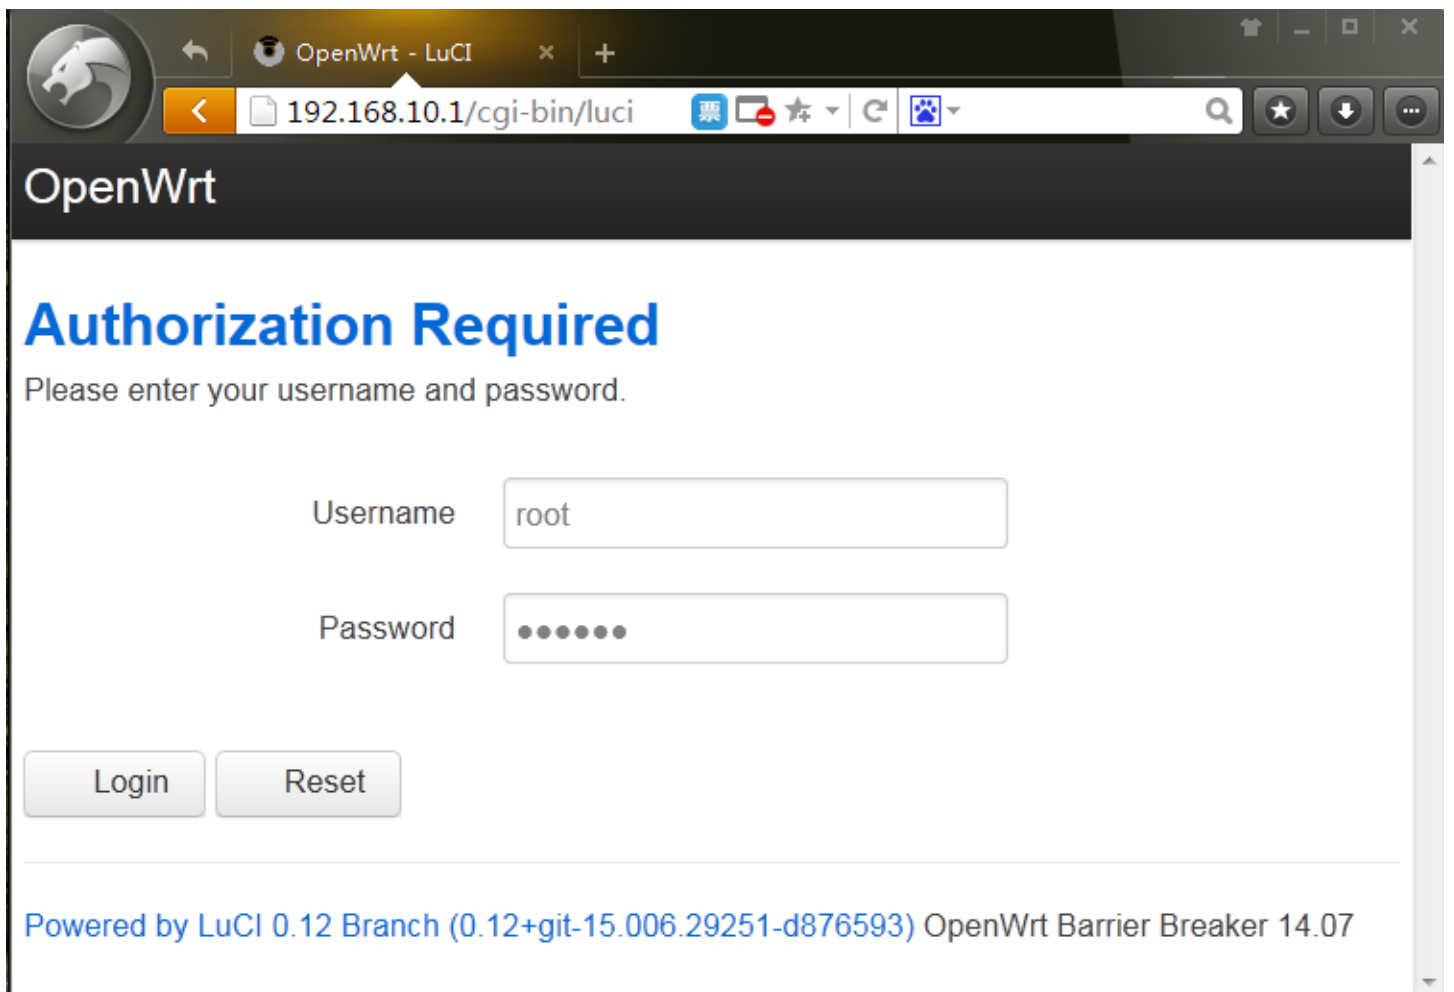 OpenWrt - LuCI
192.168.10.1/cgi-bin/luci
票
OpenWrt
Authorization Required
Please enter your username and password.
Username root
Password ●●●●●●
Login Reset
Powered by LuCI 0.12 Branch (0.12+git-15.006.29251-d876593) OpenWrt Barrier Breaker 14.07